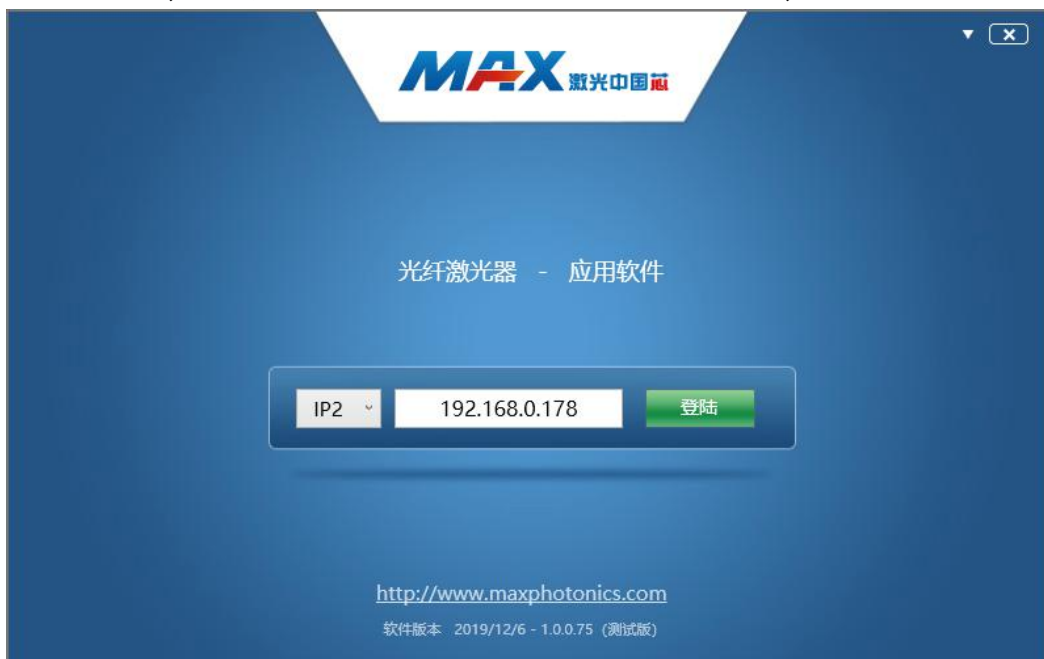 MAX 激光中国芯
光纤激光器 - 应用软件
IP2 192.168.0.178 登陆
http://www.maxphotonics.com
软件版本 2019/12/6 - 1.0.0.75 (测试版)